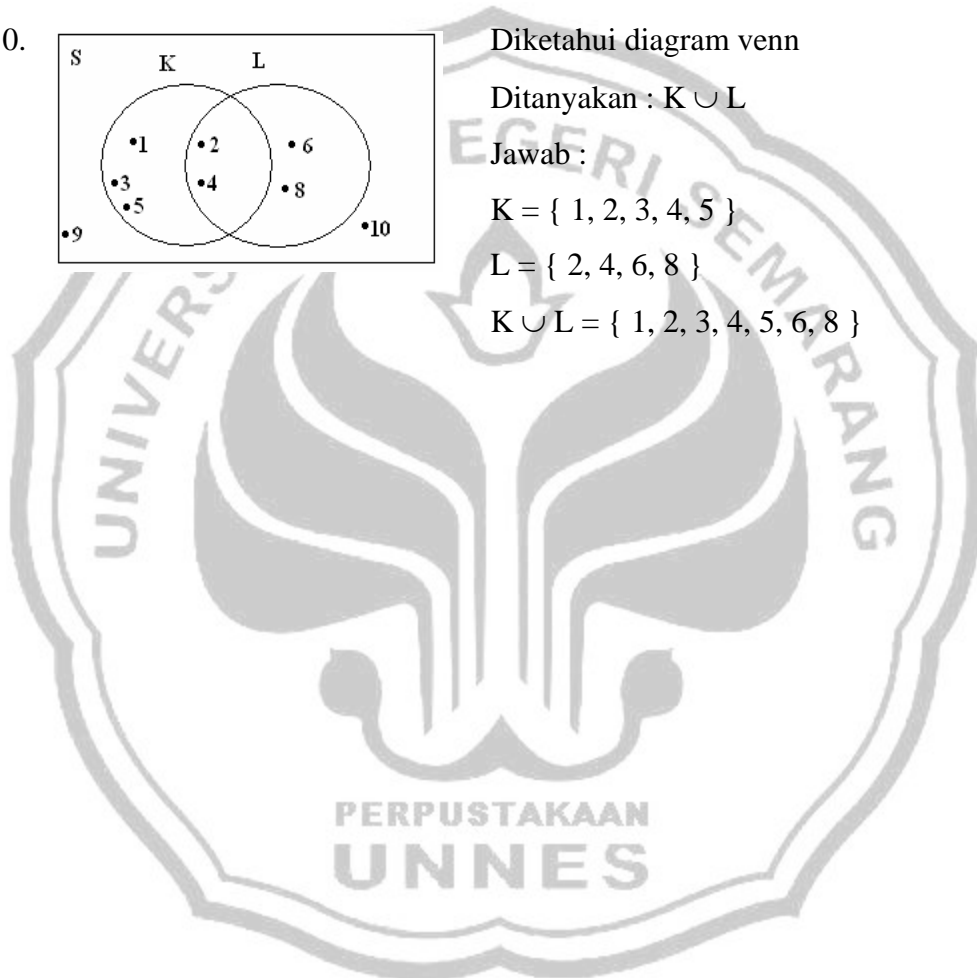 0.
S
K L
•1 •2 •6
•3 •4 •8
•5
•9 •10
Diketahui diagram venn
Ditanyakan : K ∪ L
Jawab :
K = { 1, 2, 3, 4, 5 }
L = { 2, 4, 6, 8 }
K ∪ L = { 1, 2, 3, 4, 5, 6, 8 }
EGERI SEMARANG
UNIVERS
PERPUSTAKAAN
UNNES